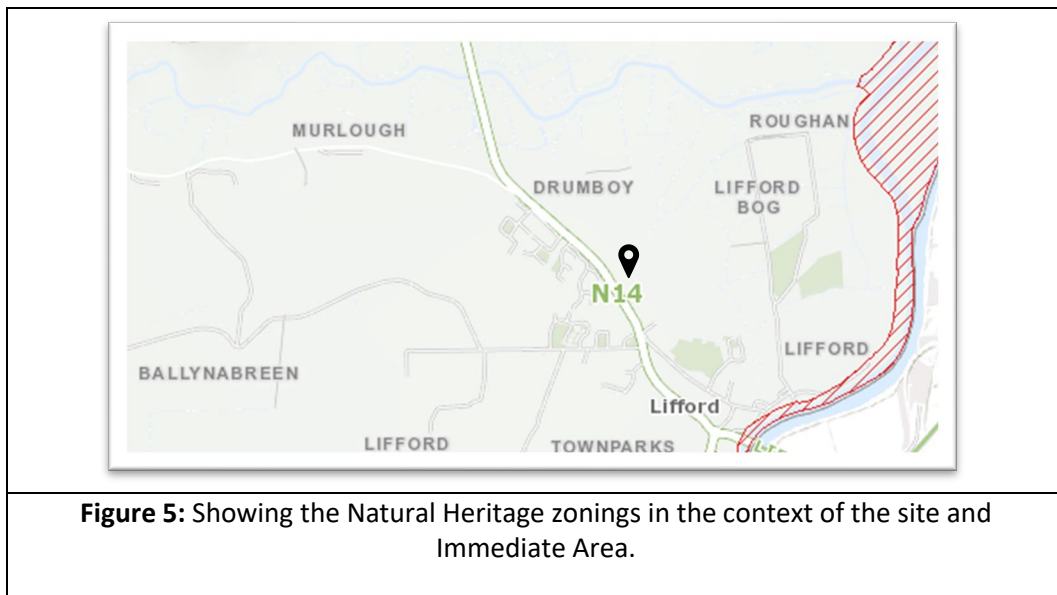 MURLOUGH
ROUGHAN
DRUMBOY
LIFFORD
BOG
N14
LIFFORD
BALLYNABREEN
Lifford
LIFFORD
TOWNPARKS
Figure 5: Showing the Natural Heritage zonings in the context of the site and
Immediate Area.